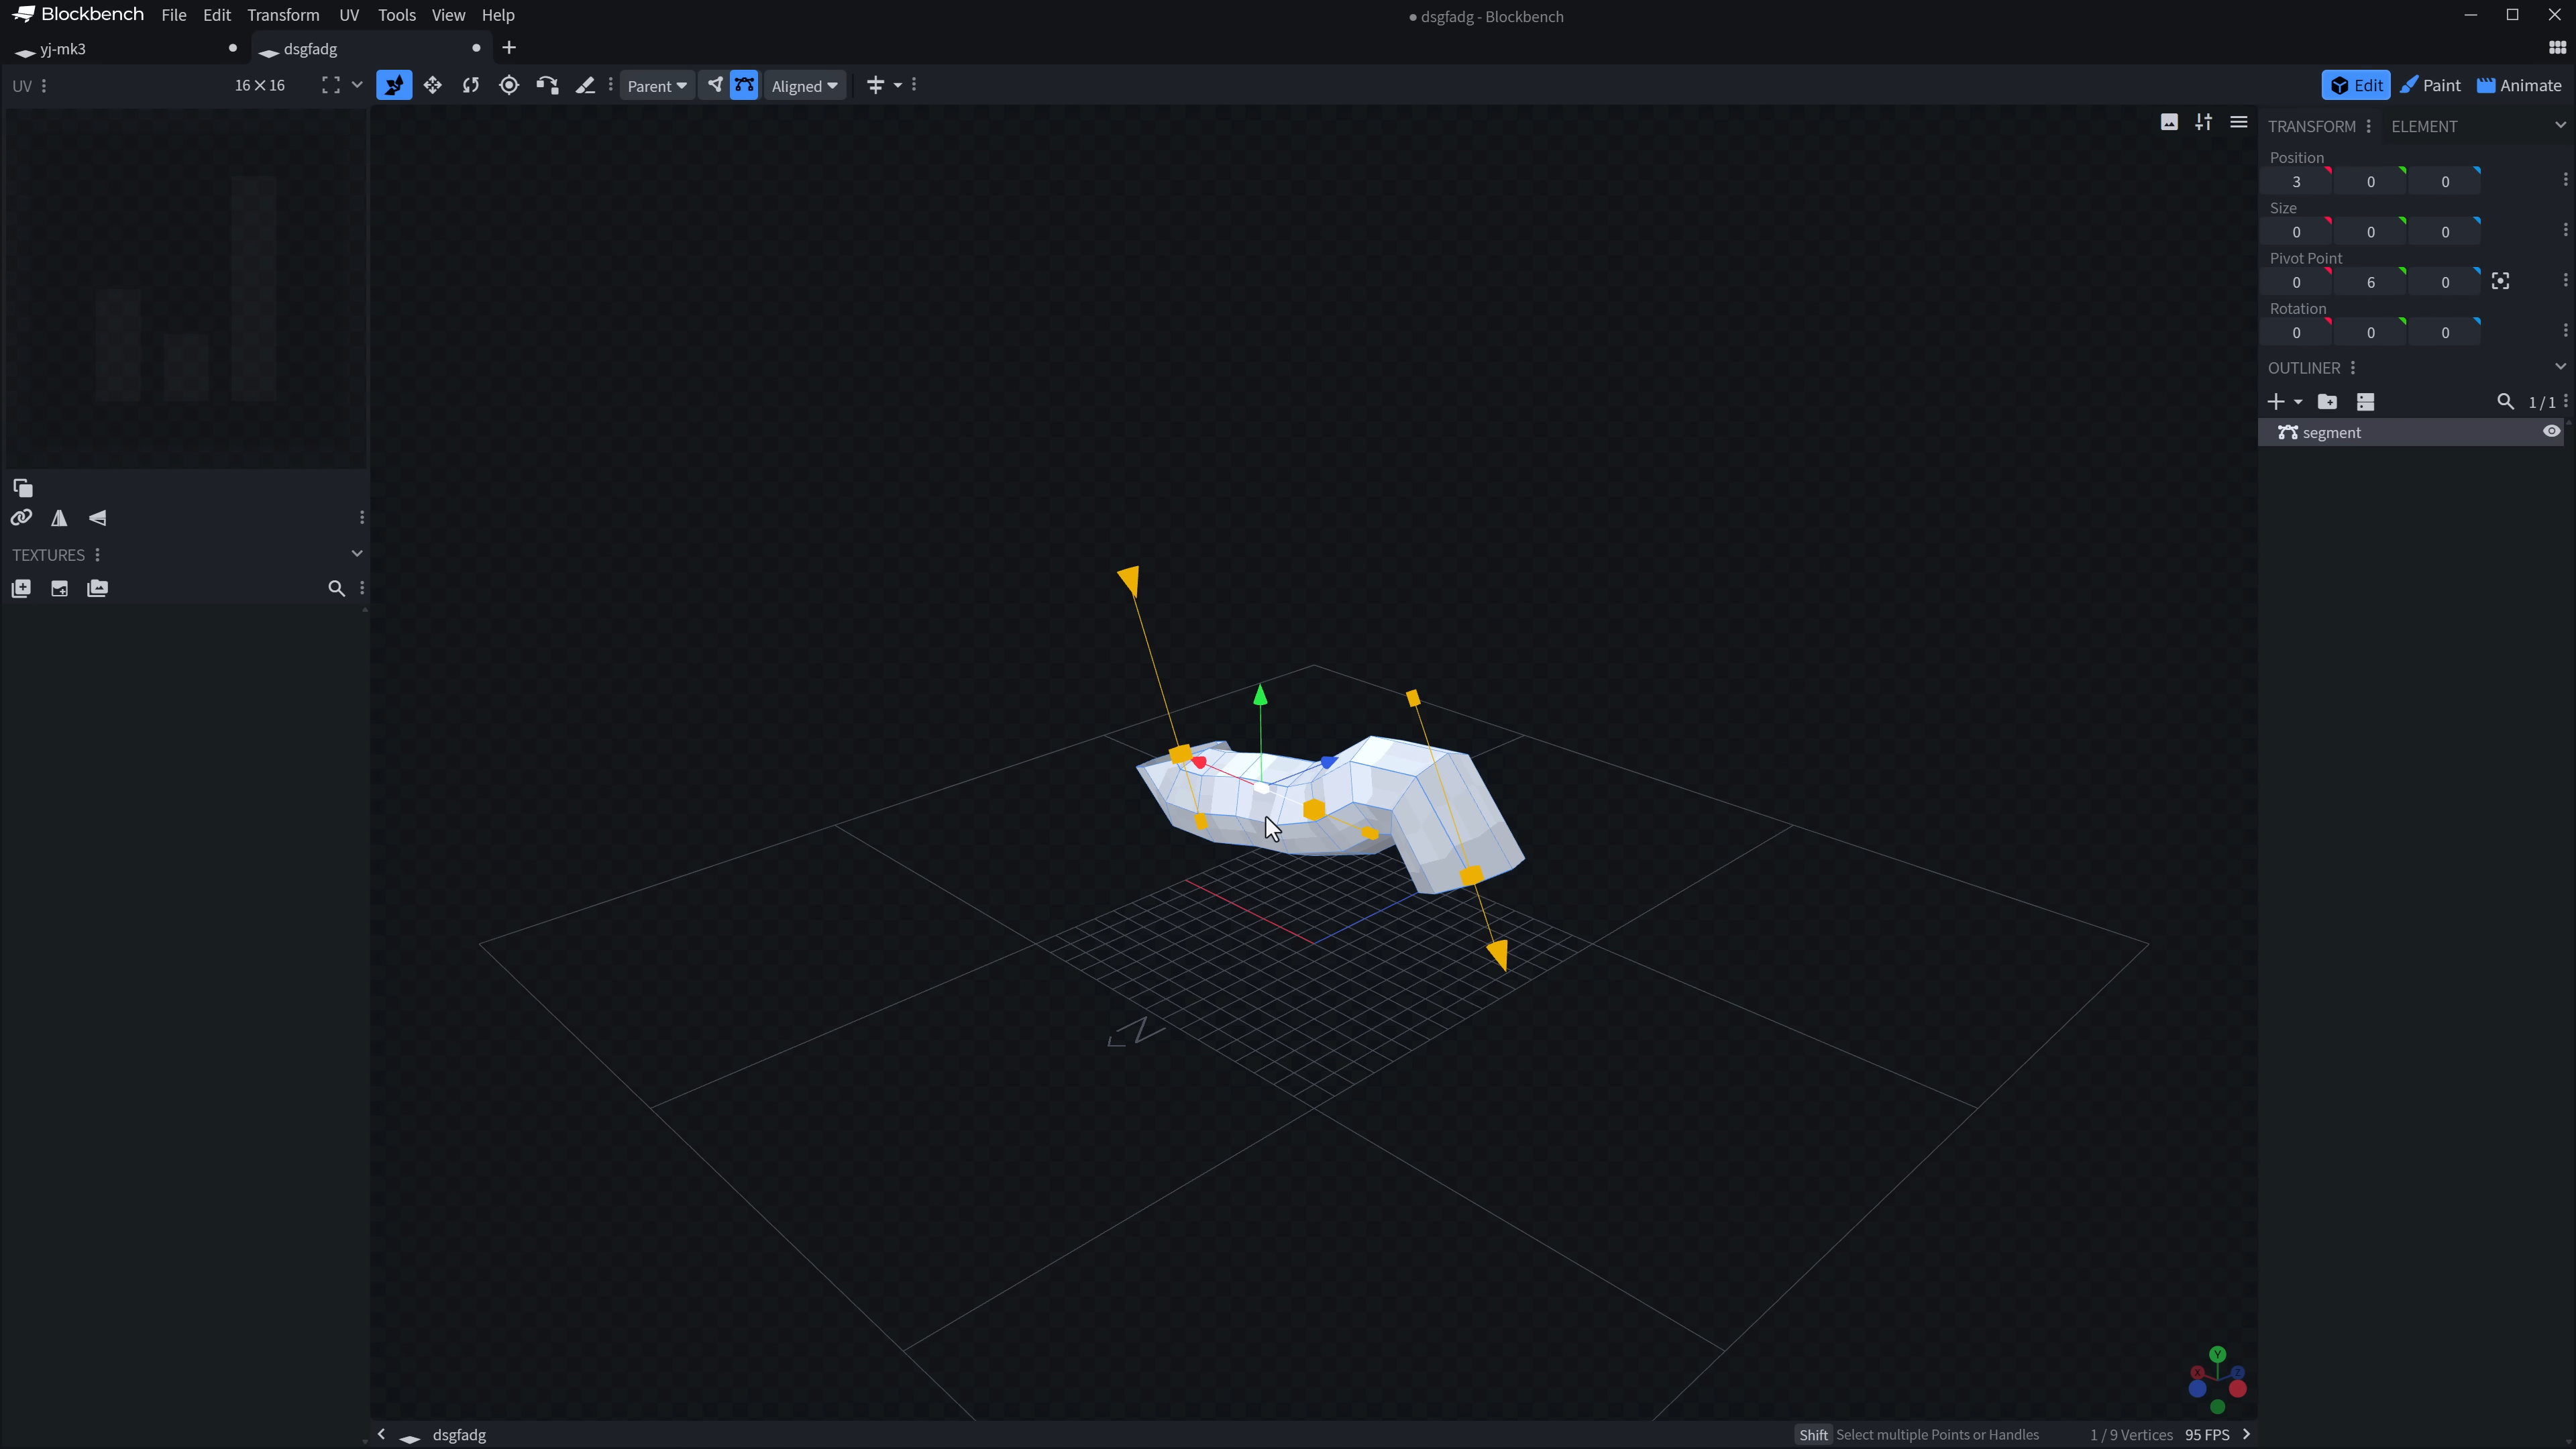 Blockbench File Edit Transform UV Tools View Help
● dsgfadg - Blockbench
yj-mk3
dsgfadg
UV
16×16
Parent
Aligned
Edit
Paint
Animate
TRANSFORM
ELEMENT
Position
3 0 0
Size
0 0 0
Pivot Point
0 6 0
Rotation
0 0 0
OUTLINER
1 / 1
segment
TEXTURES
N
Y
X
Z
dsgfadg
Shift Select multiple Points or Handles
1 / 9 Vertices
95 FPS